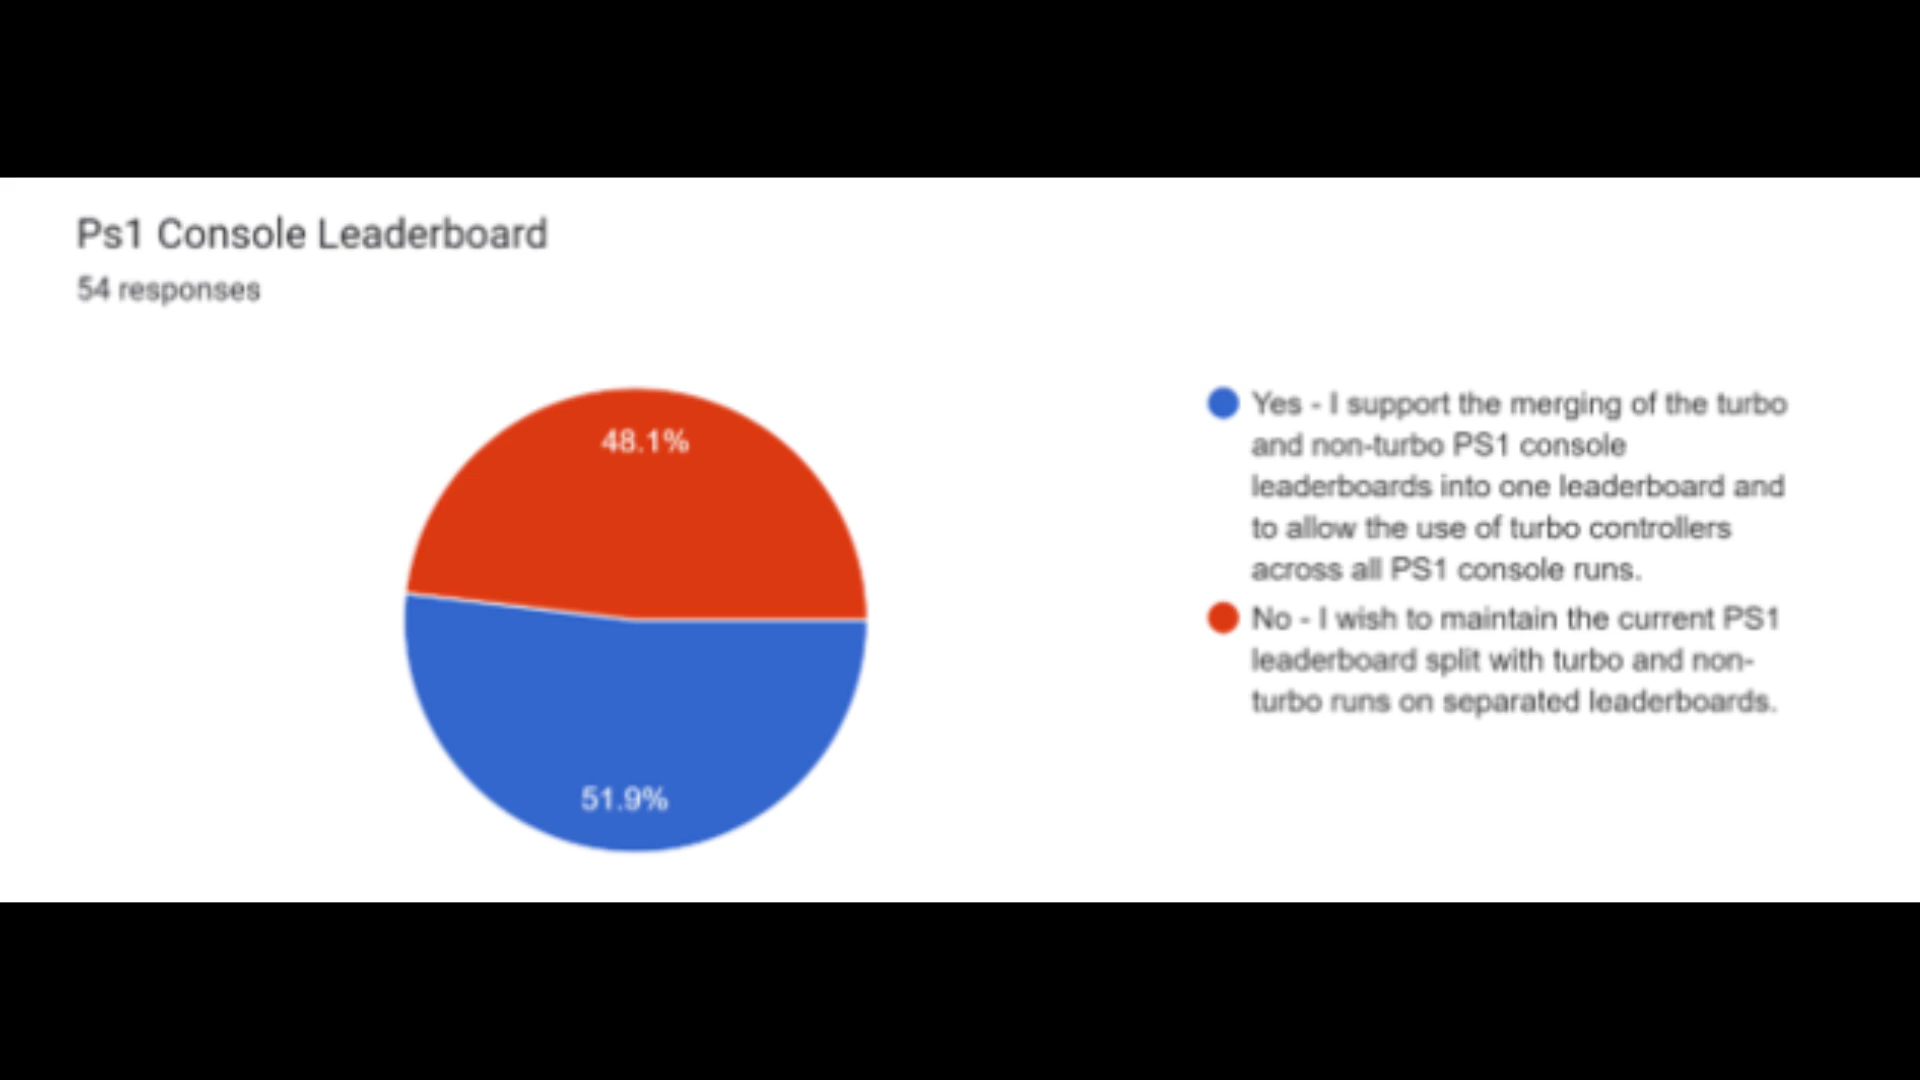 Ps1 Console Leaderboard
54 responses
48.1%
51.9%
Yes - I support the merging of the turbo
and non-turbo PS1 console
leaderboards into one leaderboard and
to allow the use of turbo controllers
across all PS1 console runs.
No - I wish to maintain the current PS1
leaderboard split with turbo and non-
turbo runs on separated leaderboards.